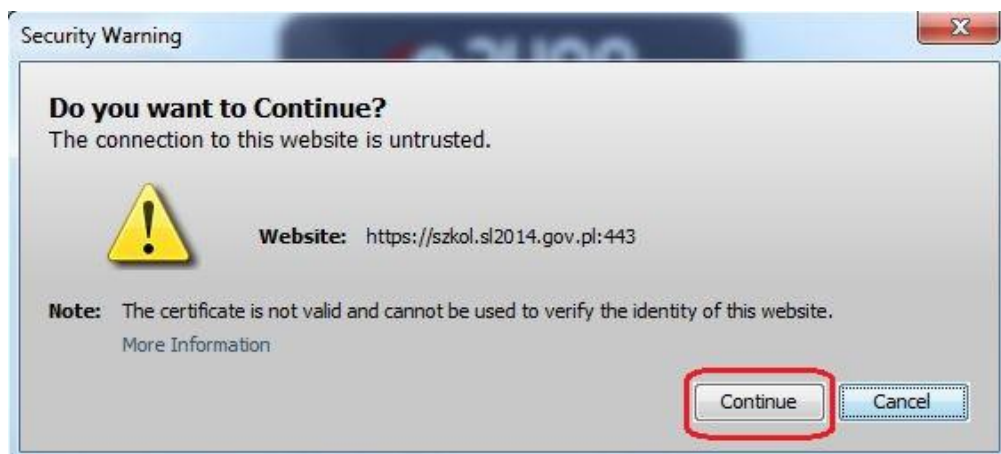 Security Warning
X
Do you want to Continue?
The connection to this website is untrusted.
Website: https://szkol.sl2014.gov.pl:443
Note: The certificate is not valid and cannot be used to verify the identity of this website.
More Information
Continue Cancel